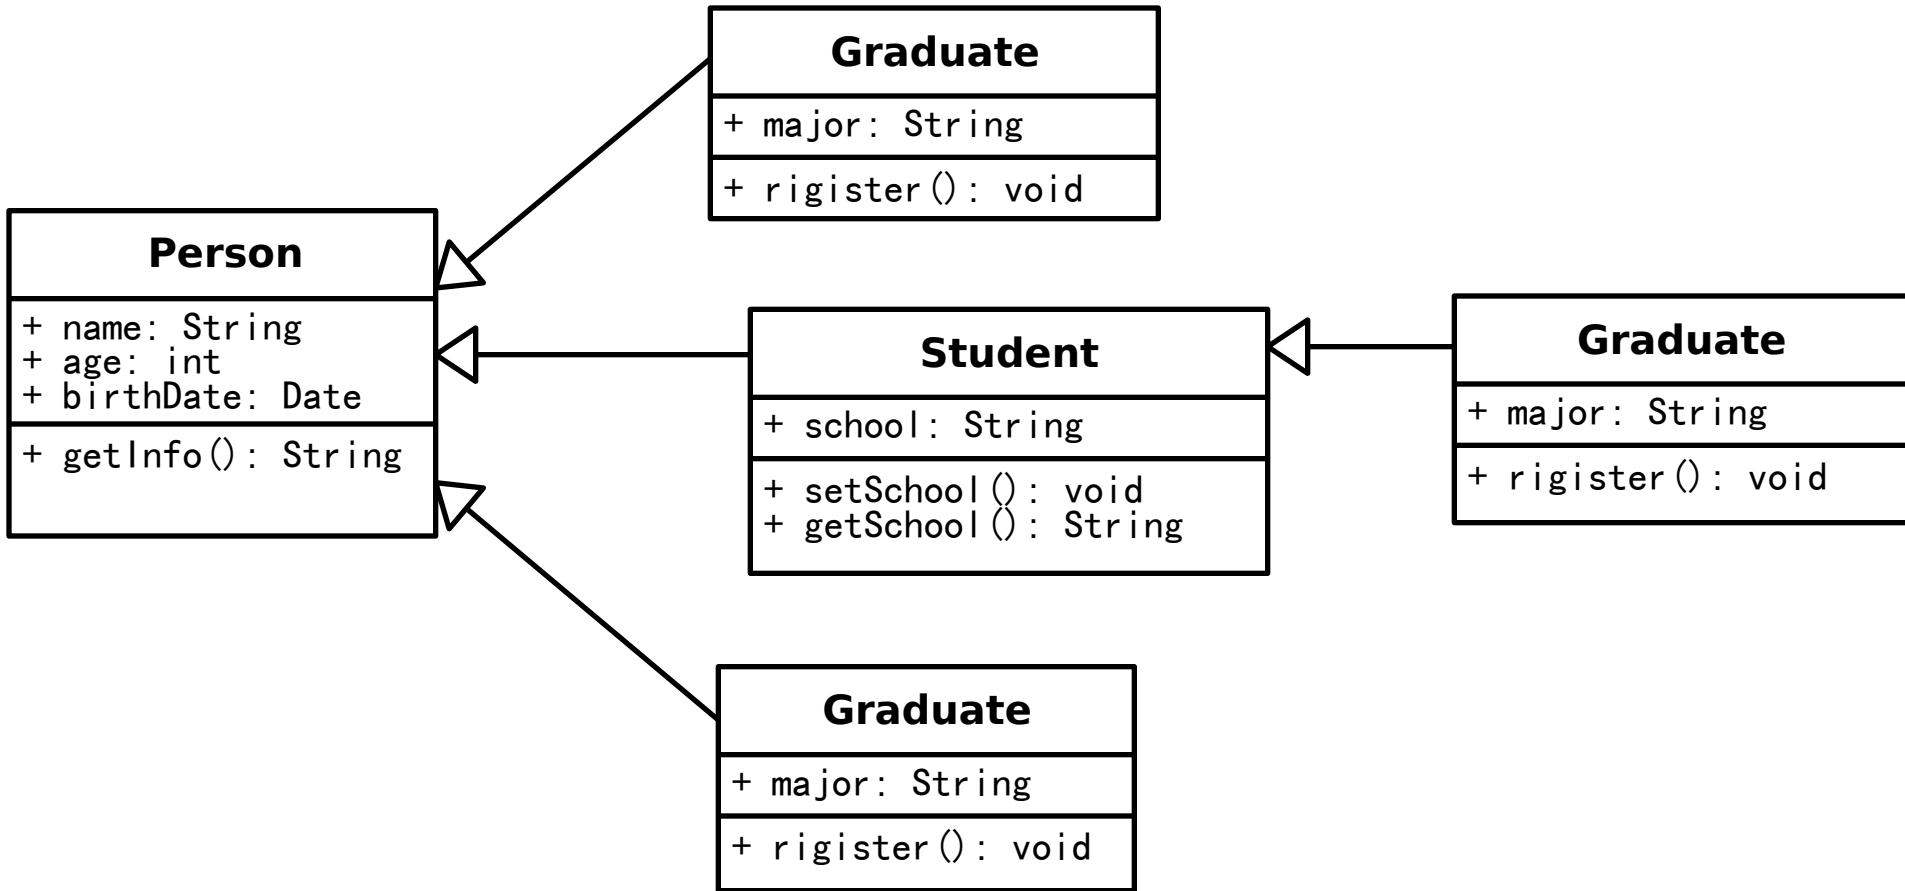 Graduate
+ major: String
+ rigister(): void
Person
+ name: String
+ age: int
+ birthDate: Date
+ getInfo(): String
Student
+ school: String
+ setSchool(): void
+ getSchool(): String
Graduate
+ major: String
+ rigister(): void
Graduate
+ major: String
+ rigister(): void